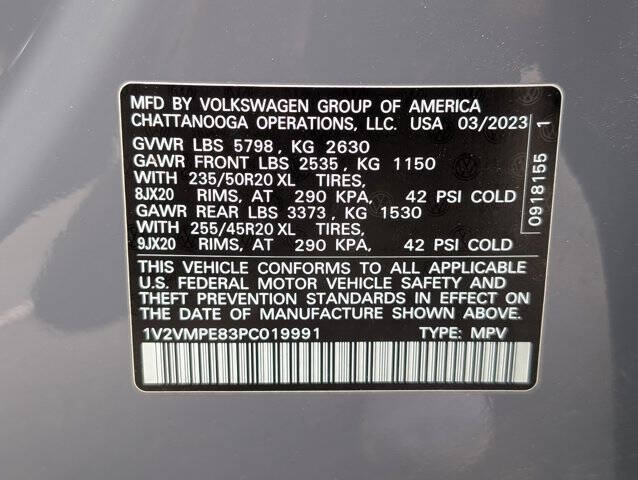 MFD BY VOLKSWAGEN GROUP OF AMERICA
CHATTANOOGA OPERATIONS, LLC. USA 03/2023
GVWR LBS 5798, KG 2630
GAWR FRONT LBS 2535, KG 1150
WITH 235/50R20 XL TIRES,
8JX20 RIMS, AT 290 KPA, 42 PSI COLD
GAWR REAR LBS 3373, KG 1530
WITH 255/45R20 XL TIRES,
9JX20 RIMS, AT 290 KPA, 42 PSI COLD
THIS VEHICLE CONFORMS TO ALL APPLICABLE
U.S. FEDERAL MOTOR VEHICLE SAFETY AND
THEFT PREVENTION STANDARDS IN EFFECT ON
THE DATE OF MANUFACTURE SHOWN ABOVE.
1V2VMPE83PC019991 TYPE: MPV
0918155 1